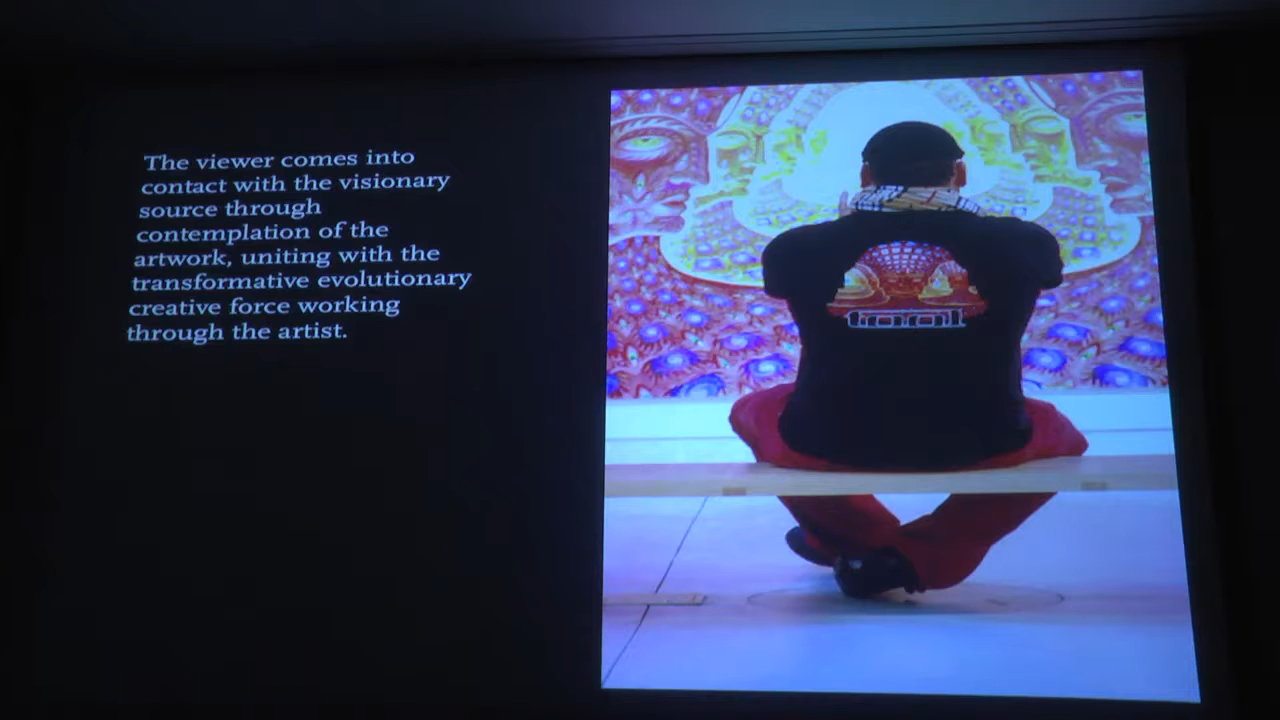 The viewer comes into
contact with the visionary
source through
contemplation of the
artwork, uniting with the
transformative evolutionary
creative force working
through the artist.